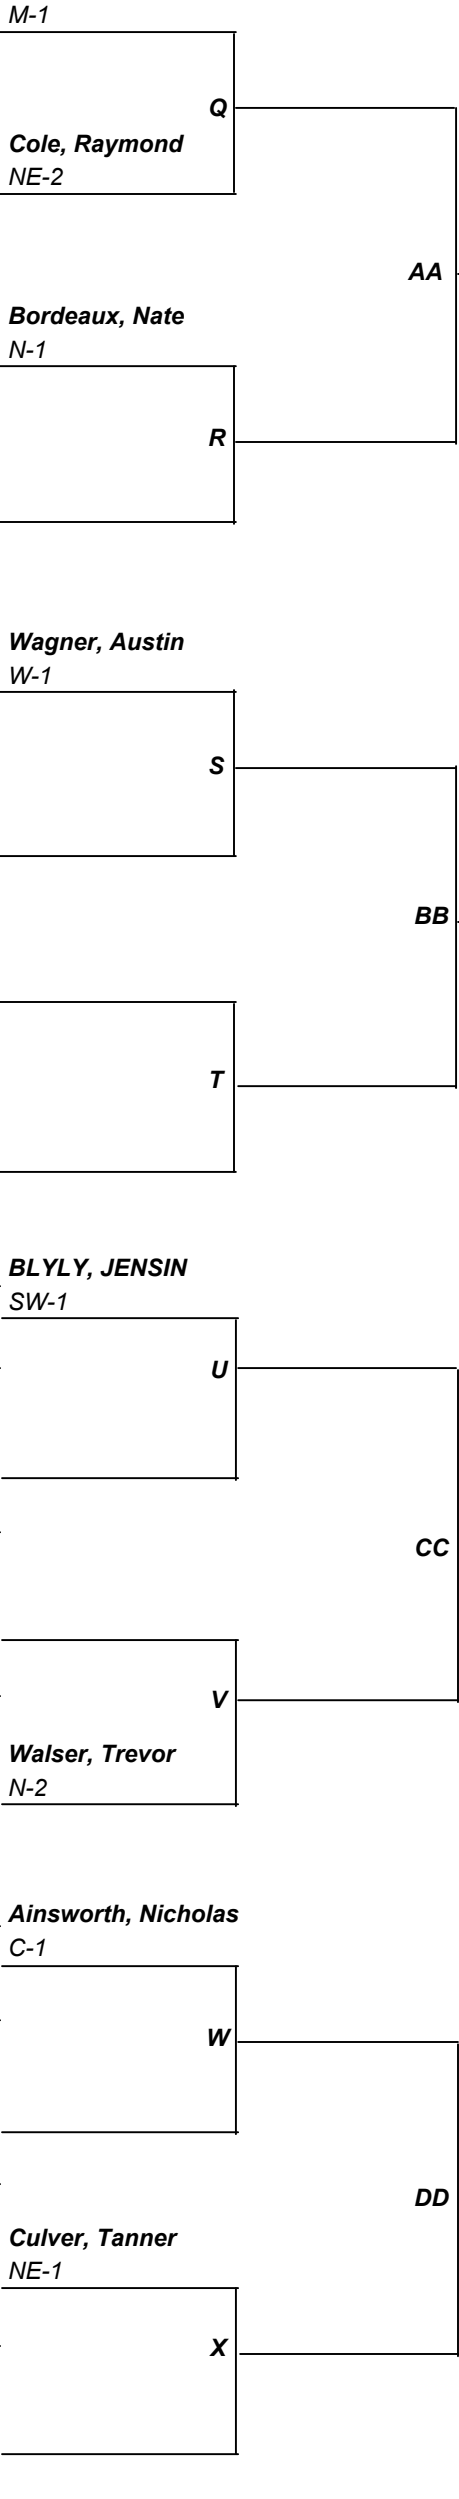 M-1
Q
Cole, Raymond
NE-2
AA
Bordeaux, Nate
N-1
R
Wagner, Austin
W-1
S
BB
T
BLYLY, JENSIN
SW-1
U
CC
V
Walser, Trevor
N-2
Ainsworth, Nicholas
C-1
W
DD
Culver, Tanner
NE-1
X